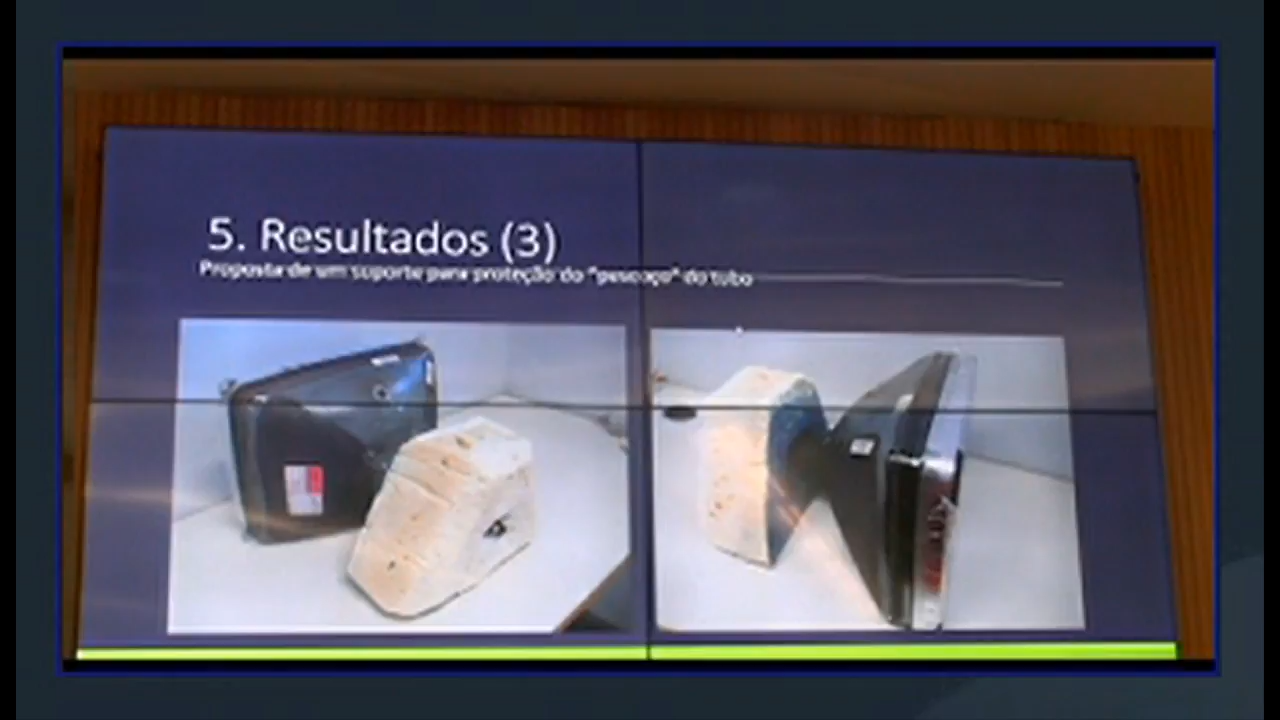 5. Resultados (3)
Proposta de um suporte para proteção do "pescoço" do tubo